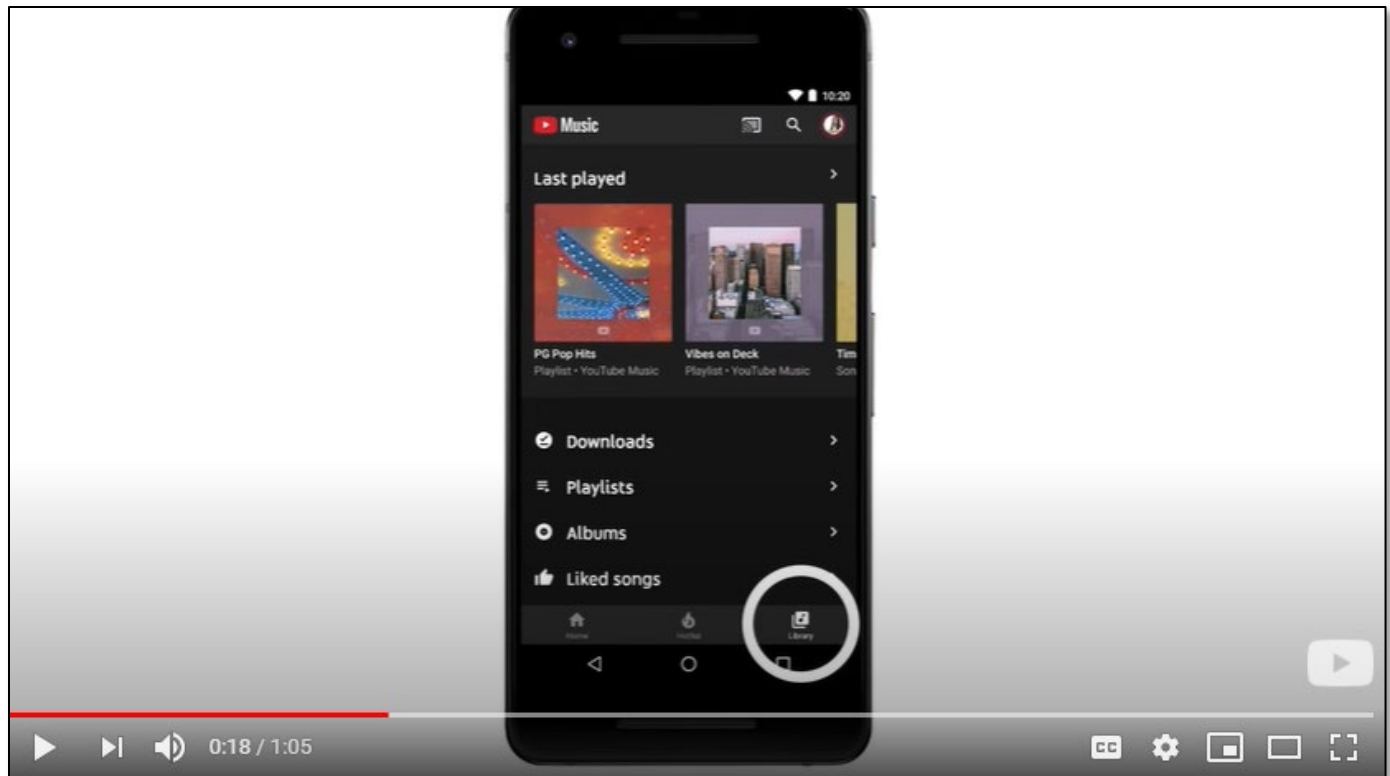 10:20
Music
Last played
PG Pop Hits
Vibes on Deck
Tim
Playlist • YouTube Music
Playlist • YouTube Music
Son
Downloads
Playlists
Albums
Liked songs
Home
Hotlist
Library
0:18 / 1:05
CC